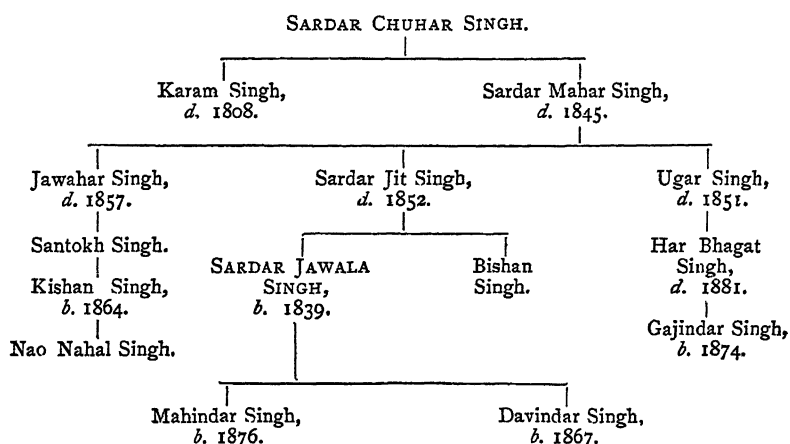 SARDAR CHUHAR SINGH.
Karam Singh,
d. 1808.
Sardar Mahar Singh,
d. 1845.
Jawahar Singh,
d. 1857.
Sardar Jit Singh,
d. 1852.
Ugar Singh,
d. 1851.
Santokh Singh.
Kishan Singh,
b. 1864.
Nao Nahal Singh.
SARDAR JAWALA
SINGH,
b. 1839.
Bishan
Singh.
Har Bhagat
Singh,
d. 1881.
Gajindar Singh,
b. 1874.
Mahindar Singh,
b. 1876.
Davindar Singh,
b. 1867.